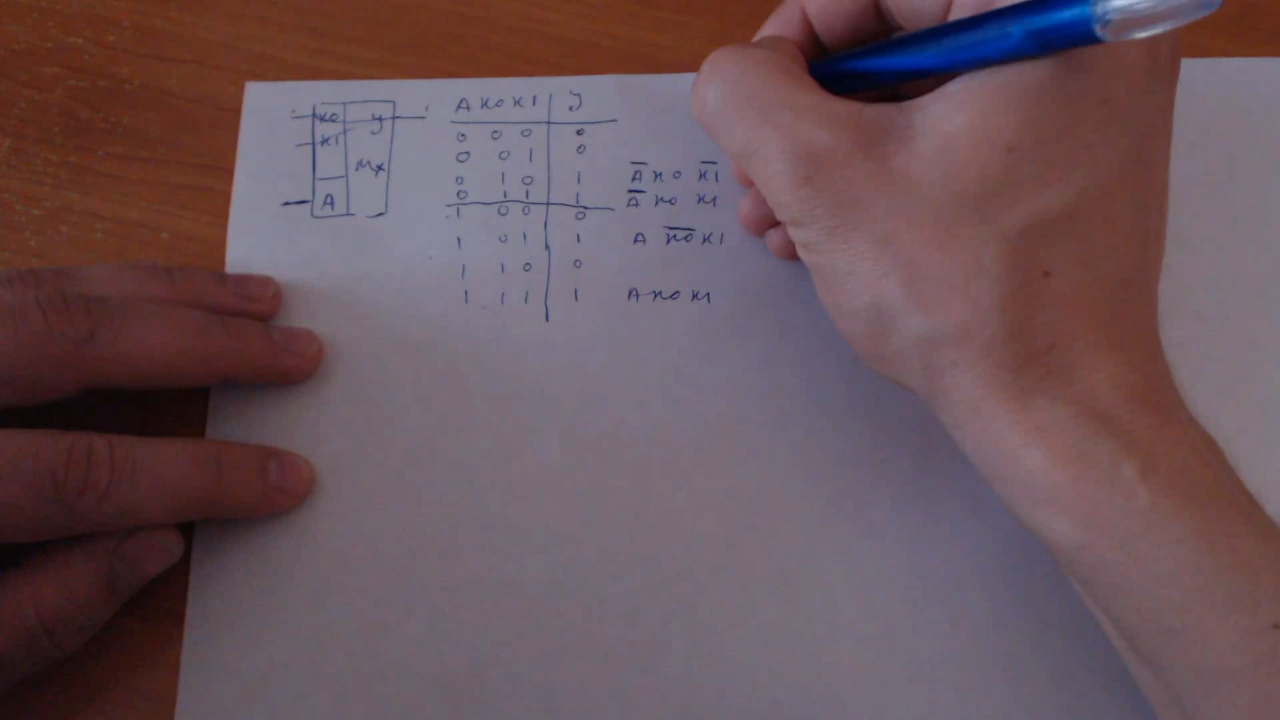 x0 y
x1
Mx
A
A x0 x1 y
0 0 0 0
0 0 1 0
0 1 0 1 A̅ x0 x̅1̅
0 1 1 1 A̅ x0 x1
1 0 0 0
1 0 1 1 A x̅0̅ x1
1 1 0 0
1 1 1 1 A x0 x1